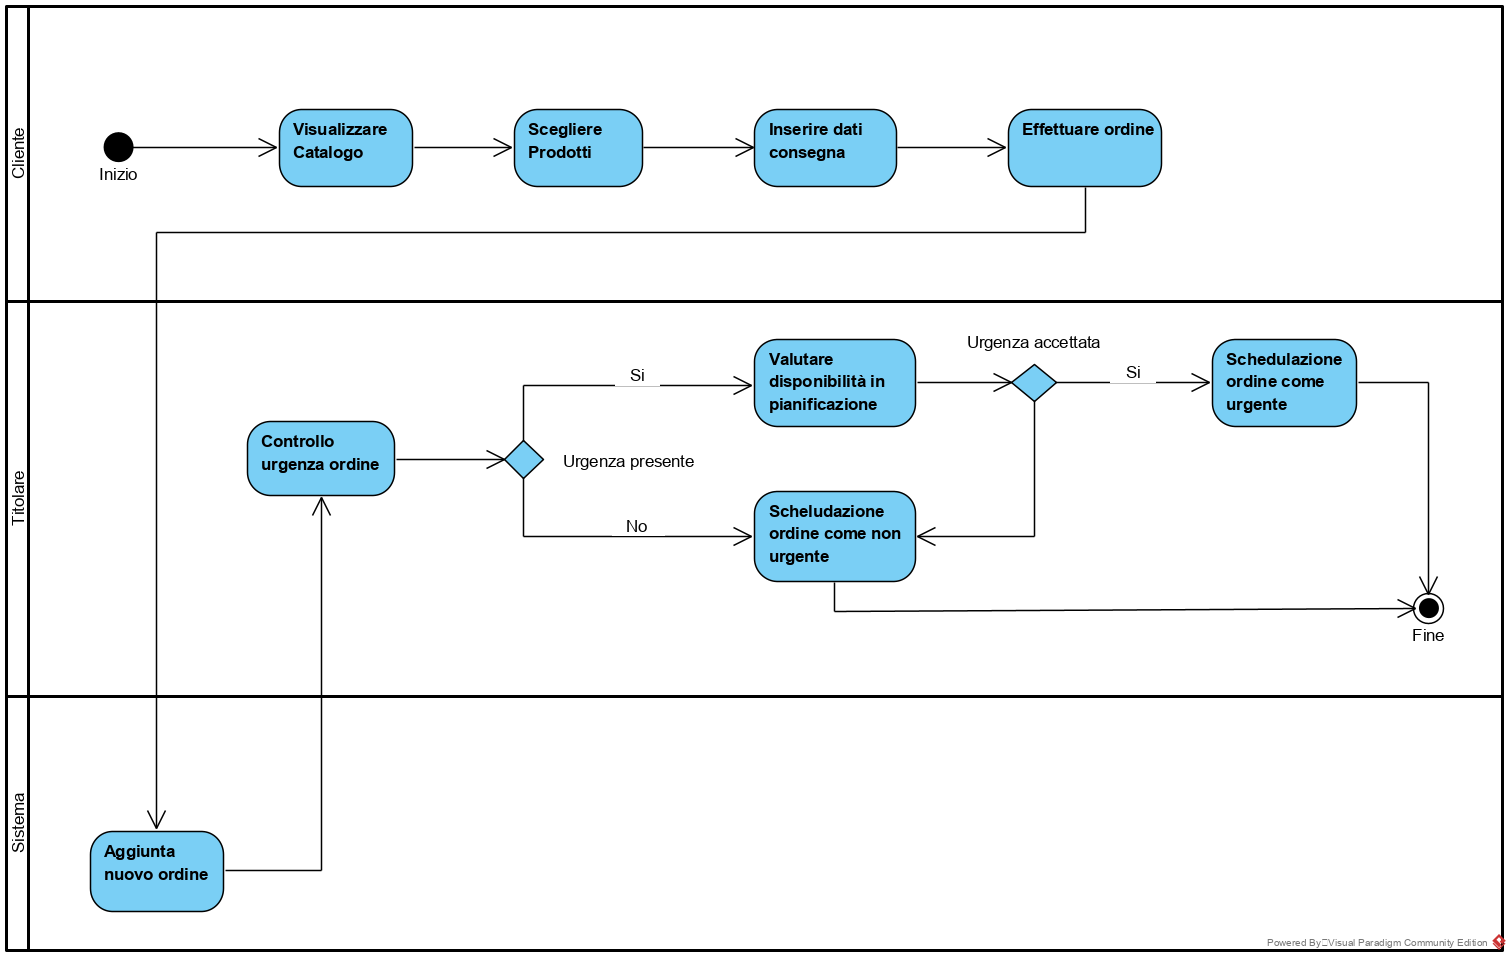 Cliente
Inizio
Visualizzare
Catalogo
Scegliere
Prodotti
Inserire dati
consegna
Effettuare ordine
Titolare
Controllo
urgenza ordine
Urgenza presente
Si
No
Valutare
disponibilità in
pianificazione
Scheludazione
ordine come non
urgente
Urgenza accettata
Si
Schedulazione
ordine come
urgente
Fine
Sistema
Aggiunta
nuovo ordine
Powered By Visual Paradigm Community Edition